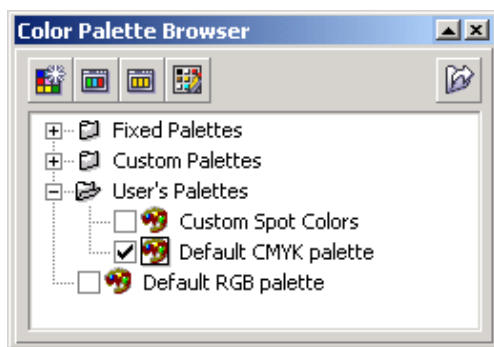 Color Palette Browser
Fixed Palettes
Custom Palettes
User's Palettes
Custom Spot Colors
Default CMYK palette
Default RGB palette